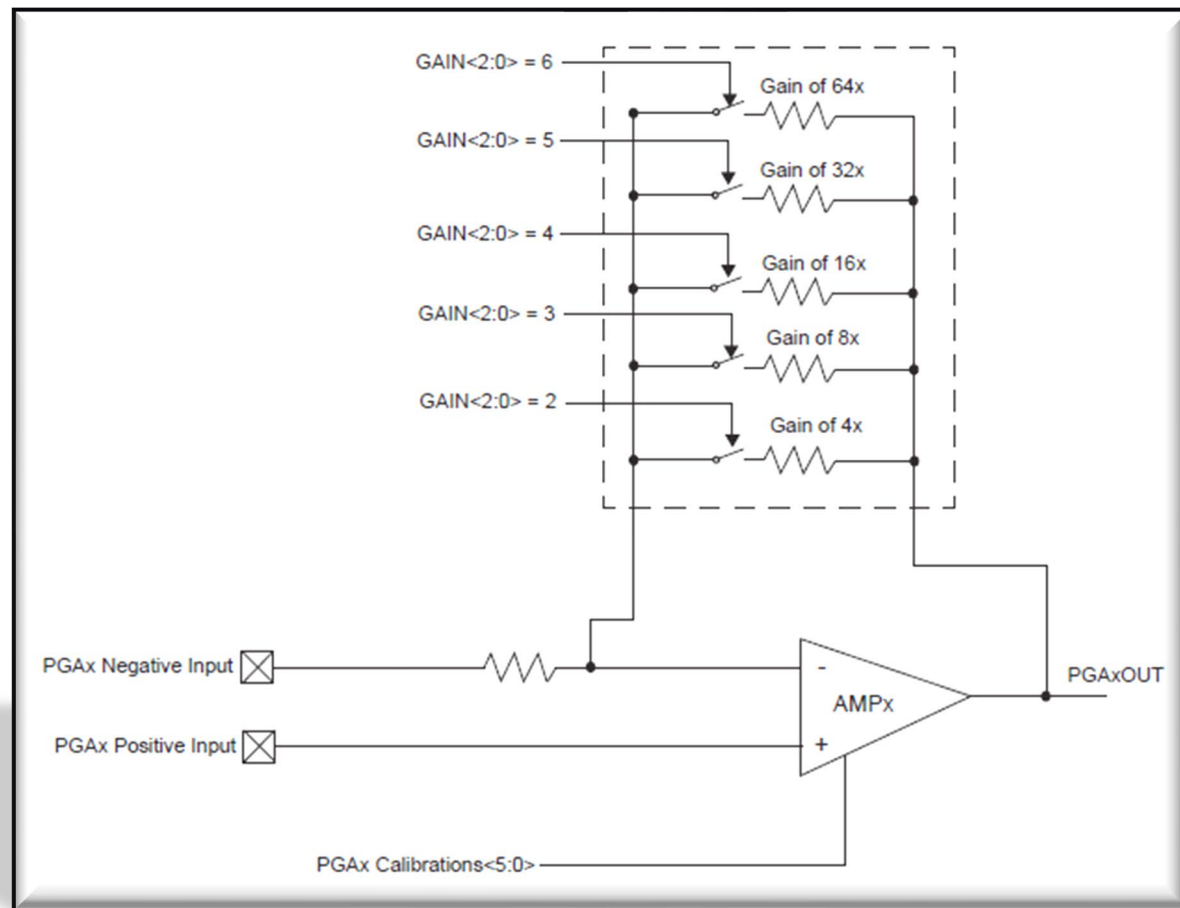 GAIN<2:0> = 6
Gain of 64x
GAIN<2:0> = 5
Gain of 32x
GAIN<2:0> = 4
Gain of 16x
GAIN<2:0> = 3
Gain of 8x
GAIN<2:0> = 2
Gain of 4x
PGAx Negative Input
-
PGAxOUT
AMPx
PGAx Positive Input
+
PGAx Calibrations<5:0>